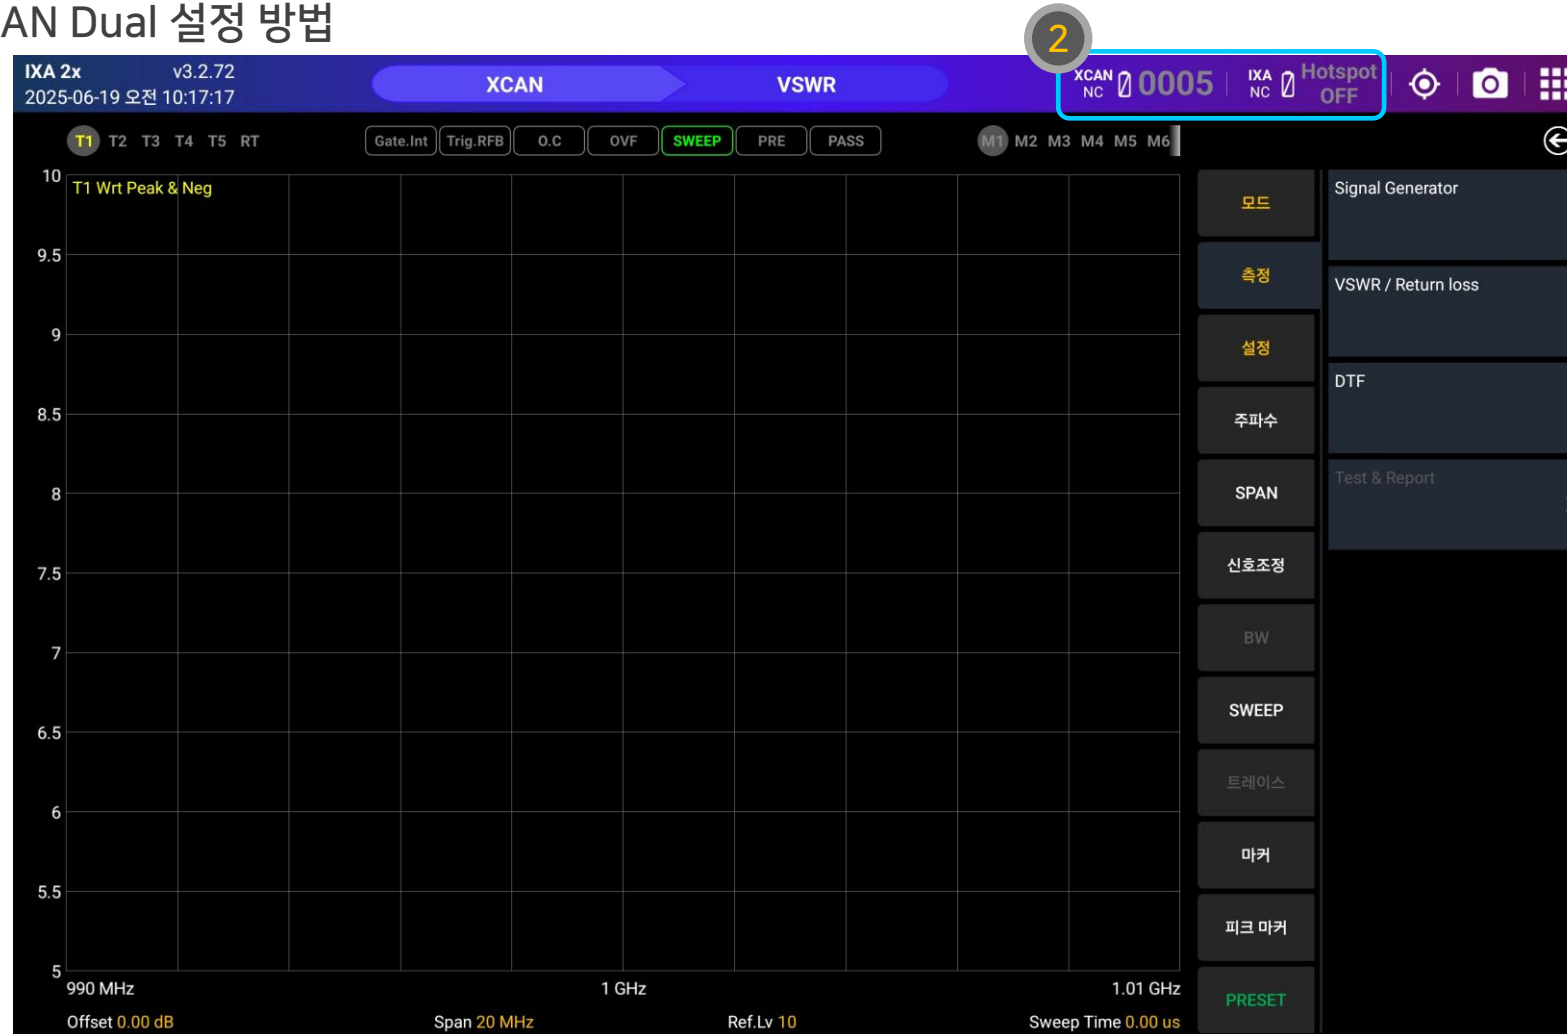 AN Dual 설정 방법
2
IXA 2x v3.2.72
2025-06-19 오전 10:17:17
XCAN
VSWR
XCAN NC 0005
IXA NC
Hotspot OFF
T1 T2 T3 T4 T5 RT
Gate.Int Trig.RFB O.C OVF SWEEP PRE PASS
M1 M2 M3 M4 M5 M6
T1 Wrt Peak & Neg
10
9.5
9
8.5
8
7.5
7
6.5
6
5.5
5
990 MHz 1 GHz 1.01 GHz
Offset 0.00 dB Span 20 MHz Ref.Lv 10 Sweep Time 0.00 us
모드
측정
설정
주파수
SPAN
신호조정
BW
SWEEP
트레이스
마커
피크 마커
PRESET
Signal Generator
VSWR / Return loss
DTF
Test & Report